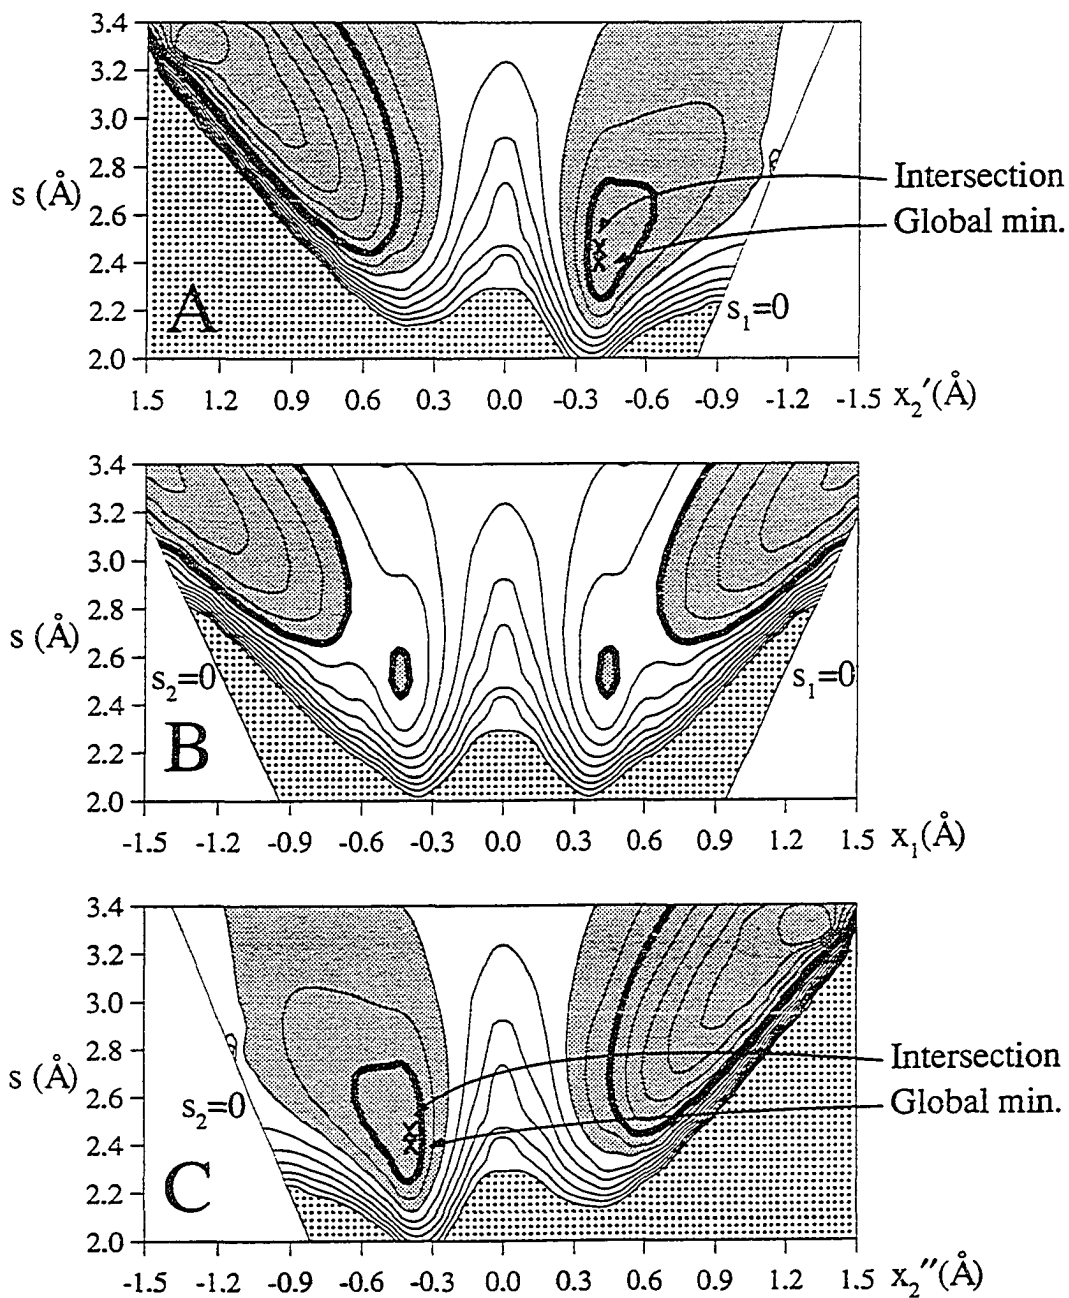 3.4
3.2
3.0
2.8
2.6
2.4
2.2
2.0
s (Å)
A
Intersection
Global min.
s₁=0
1.5 1.2 0.9 0.6 0.3 0.0 -0.3 -0.6 -0.9 -1.2 -1.5 x₂′(Å)
3.4
3.2
3.0
2.8
2.6
2.4
2.2
2.0
s (Å)
s₂=0
s₁=0
B
-1.5 -1.2 -0.9 -0.6 -0.3 0.0 0.3 0.6 0.9 1.2 1.5 x₁(Å)
3.4
3.2
3.0
2.8
2.6
2.4
2.2
2.0
s (Å)
s₂=0
C
Intersection
Global min.
-1.5 -1.2 -0.9 -0.6 -0.3 0.0 0.3 0.6 0.9 1.2 1.5 x₂″(Å)